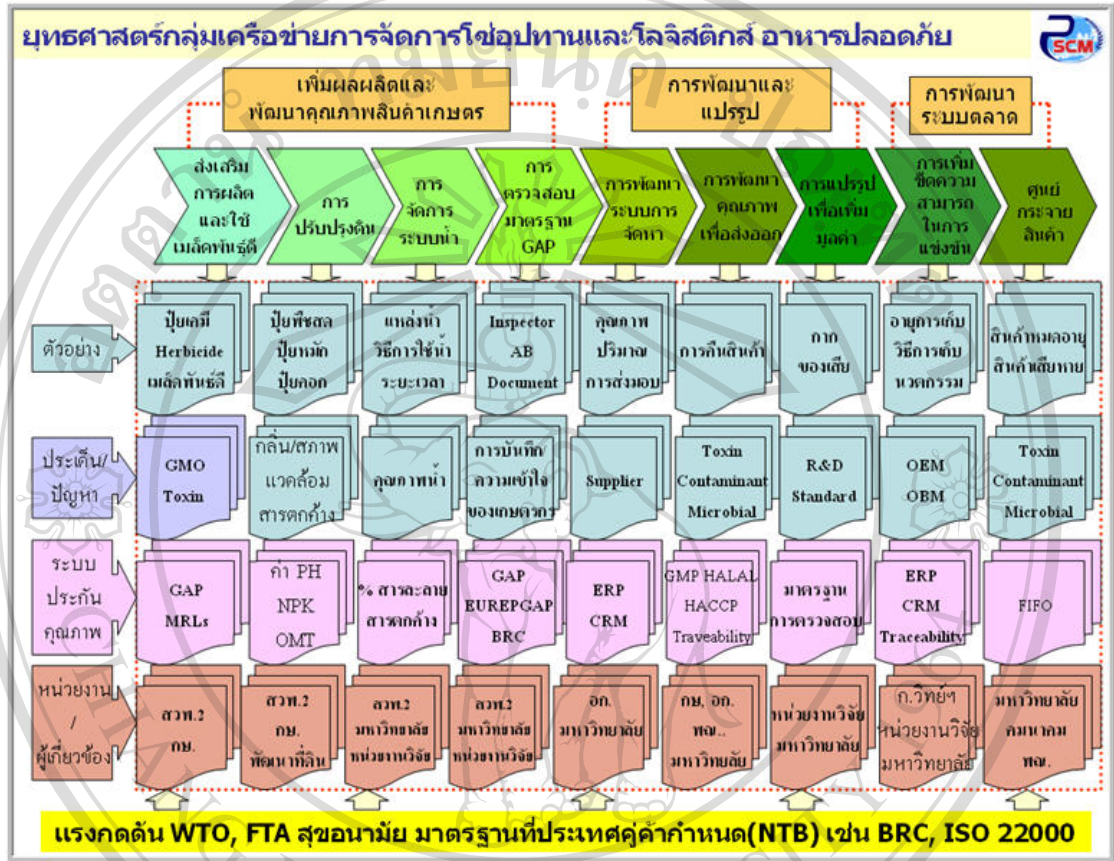 ยุทธศาสตร์กลุ่มเครือข่ายการจัดการโซ่อุปทานและโลจิสติกส์ อาหารปลอดภัย
SCM
เพิ่มผลผลิตและ
พัฒนาคุณภาพสินค้าเกษตร
การพัฒนาและ
แปรรูป
การพัฒนา
ระบบตลาด
ส่งเสริม
การผลิต
และใช้
เมล็ดพันธุ์ดี
การ
ปรับปรุงดิน
การ
จัดการ
ระบบน้ำ
การ
ตรวจสอบ
มาตรฐาน
GAP
การพัฒนา
ระบบการ
จัดหา
การพัฒนา
คุณภาพ
เพื่อส่งออก
การแปรรูป
เพื่อเพิ่ม
มูลค่า
การเพิ่ม
ขีดความ
สามารถ
ในการ
แข่งขัน
ศูนย์
กระจาย
สินค้า
ตัวอย่าง
ปุ๋ยเคมี
Herbicide
เมล็ดพันธุ์ดี
ปุ๋ยพืชสด
ปุ๋ยหมัก
ปุ๋ยคอก
แหล่งน้ำ
วิธีการใช้น้ำ
ระยะเวลา
Inspector
AB
Document
คุณภาพ
ปริมาณ
การส่งมอบ
การคืนสินค้า
กาก
ของเสีย
อายุการเก็บ
วิธีการเก็บ
นวตกรรม
สินค้าหมดอายุ
สินค้าเสียหาย
ประเด็น/
ปัญหา
GMO
Toxin
กลิ่น/สภาพ
แวดล้อม
สารตกค้าง
คุณภาพน้ำ
การบันทึก/
ความเข้าใจ
ของเกษตรกร
Supplier
Toxin
Contaminant
Microbial
R&D
Standard
OEM
OBM
Toxin
Contaminant
Microbial
ระบบ
ประกัน
คุณภาพ
GAP
MRLs
ค่า PH
NPK
OMT
% สารละลาย
สารตกค้าง
GAP
EUREPGAP
BRC
ERP
CRM
GMP HALAL
HACCP
Traveability
มาตรฐาน
การตรวจสอบ
ERP
CRM
Traceability
FIFO
หน่วยงาน
/
ผู้เกี่ยวข้อง
สวพ.2
กษ.
สวพ.2
กษ.
พัฒนาที่ดิน
สวพ.2
มหาวิทยาลัย
หน่วยงานวิจัย
สวพ.2
มหาวิทยาลัย
หน่วยงานวิจัย
อก.
มหาวิทยาลัย
กษ, อก.
พณ..
มหาวิทยาลัย
หน่วยงานวิจัย
มหาวิทยาลัย
ก.วิทย์ฯ
หน่วยงานวิจัย
มหาวิทยาลัย
มหาวิทยาลัย
คมนาคม
พณ.
แรงกดดัน WTO, FTA สุขอนามัย มาตรฐานที่ประเทศคู่ค้ากำหนด(NTB) เช่น BRC, ISO 22000